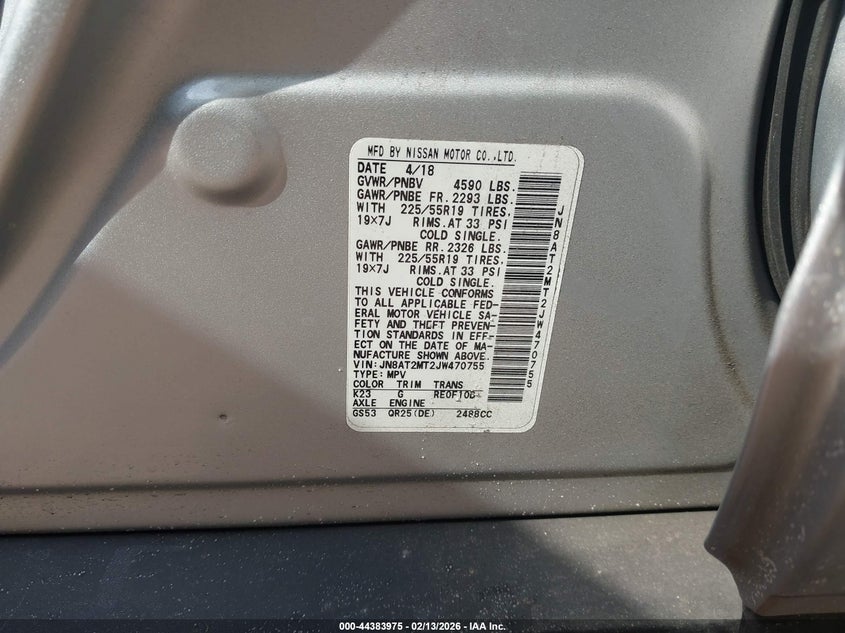 MFD BY NISSAN MOTOR CO.,LTD.
DATE 4/18
GVWR/PNBV 4590 LBS.
GAWR/PNBE FR. 2293 LBS.
WITH 225/55R19 TIRES,
19×7J RIMS.AT 33 PSI
COLD SINGLE.
GAWR/PNBE RR. 2326 LBS.
WITH 225/55R19 TIRES,
19×7J RIMS.AT 33 PSI
COLD SINGLE.
THIS VEHICLE CONFORMS
TO ALL APPLICABLE FED-
ERAL MOTOR VEHICLE SA-
FETY AND THEFT PREVEN-
TION STANDARDS IN EFF-
ECT ON THE DATE OF MA-
NUFACTURE SHOWN ABOVE.
VIN:JN8AT2MT2JW470755
TYPE:MPV
COLOR TRIM TRANS
K23 G RE0F10D
AXLE ENGINE
GS53 QR25(DE) 2488CC
JN8AT2MT2JW470755
000-44383975 - 02/13/2026 - IAA Inc.